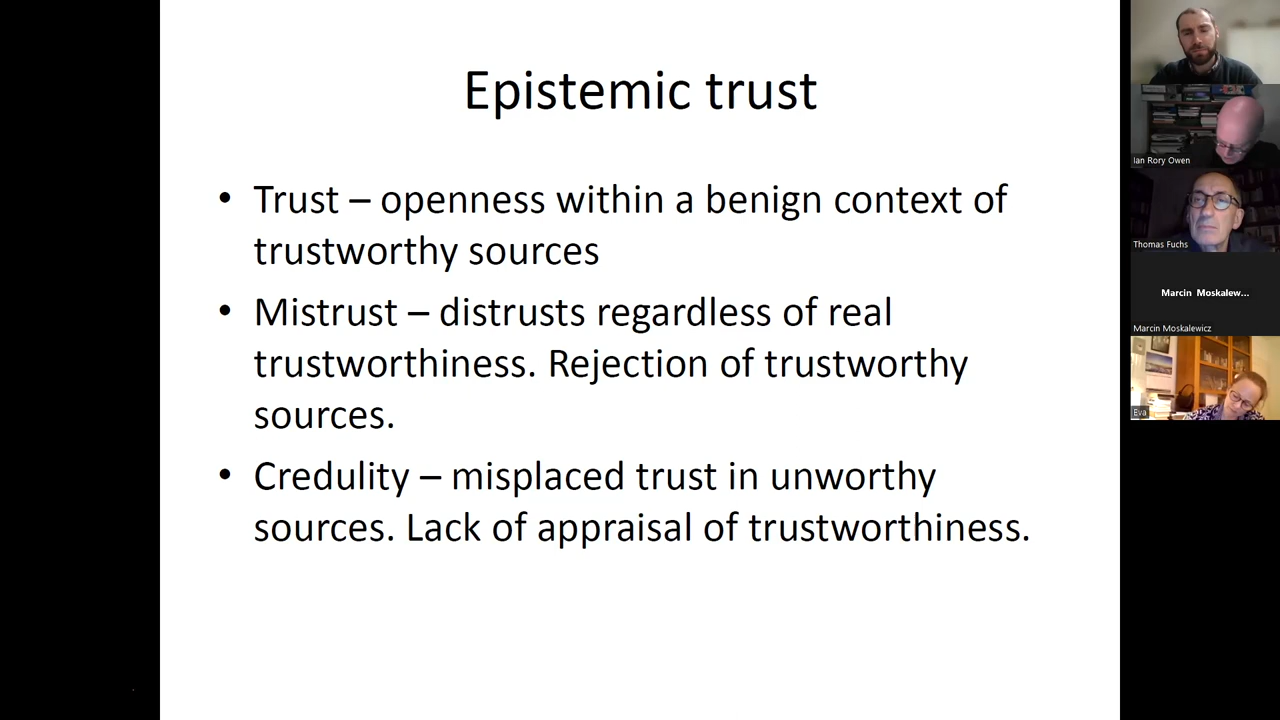 Epistemic trust
• Trust – openness within a benign context of
trustworthy sources
• Mistrust – distrusts regardless of real
trustworthiness. Rejection of trustworthy
sources.
• Credulity – misplaced trust in unworthy
sources. Lack of appraisal of trustworthiness.
Ian Rory Owen
Thomas Fuchs
Marcin Moskalew...
Marcin Moskalewicz
Eva